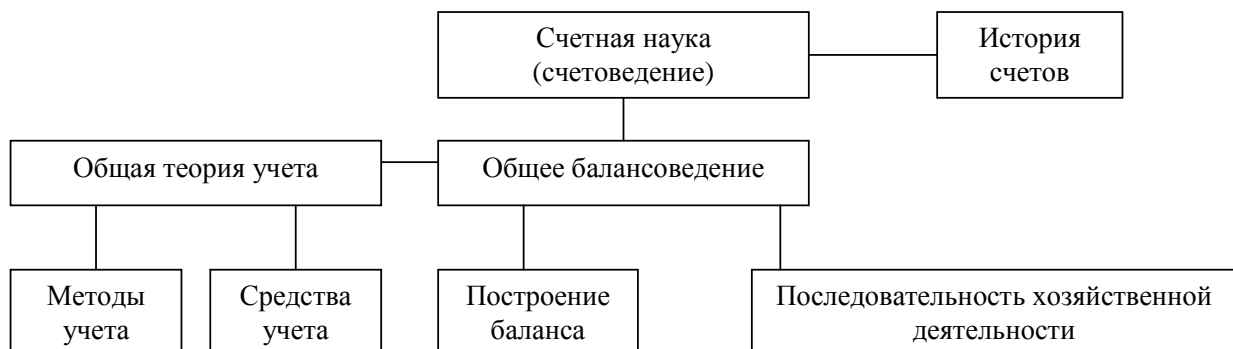 Счетная наука
(счетоведение)
История
счетов
Общая теория учета
Общее балансоведение
Методы
учета
Средства
учета
Построение
баланса
Последовательность хозяйственной
деятельности